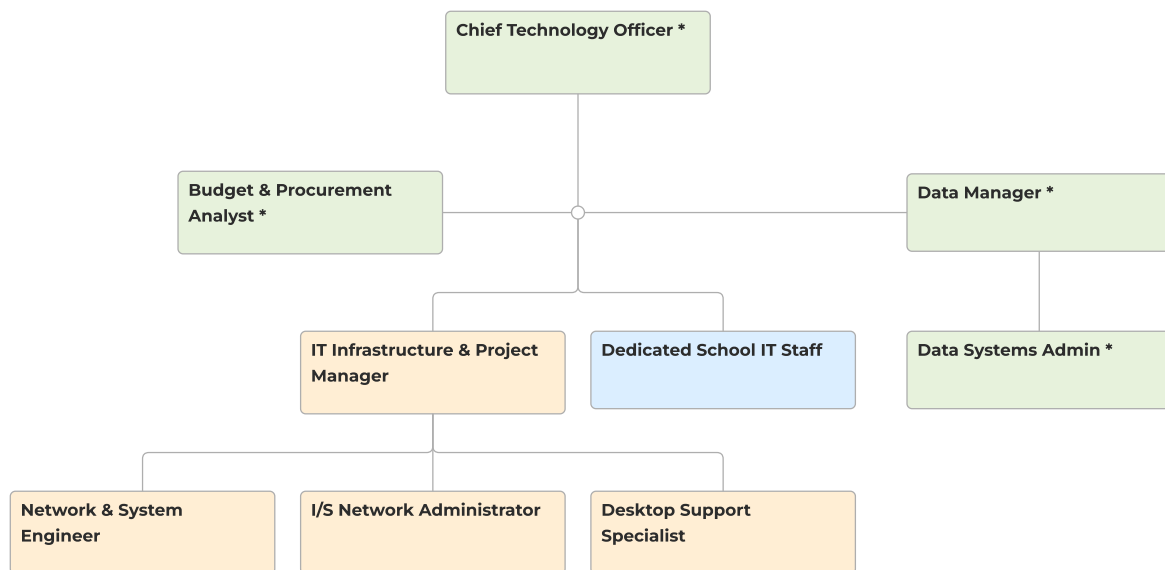 Chief Technology Officer *
Budget & Procurement
Analyst *
Data Manager *
IT Infrastructure & Project
Manager
Dedicated School IT Staff
Data Systems Admin *
Network & System
Engineer
I/S Network Administrator
Desktop Support
Specialist